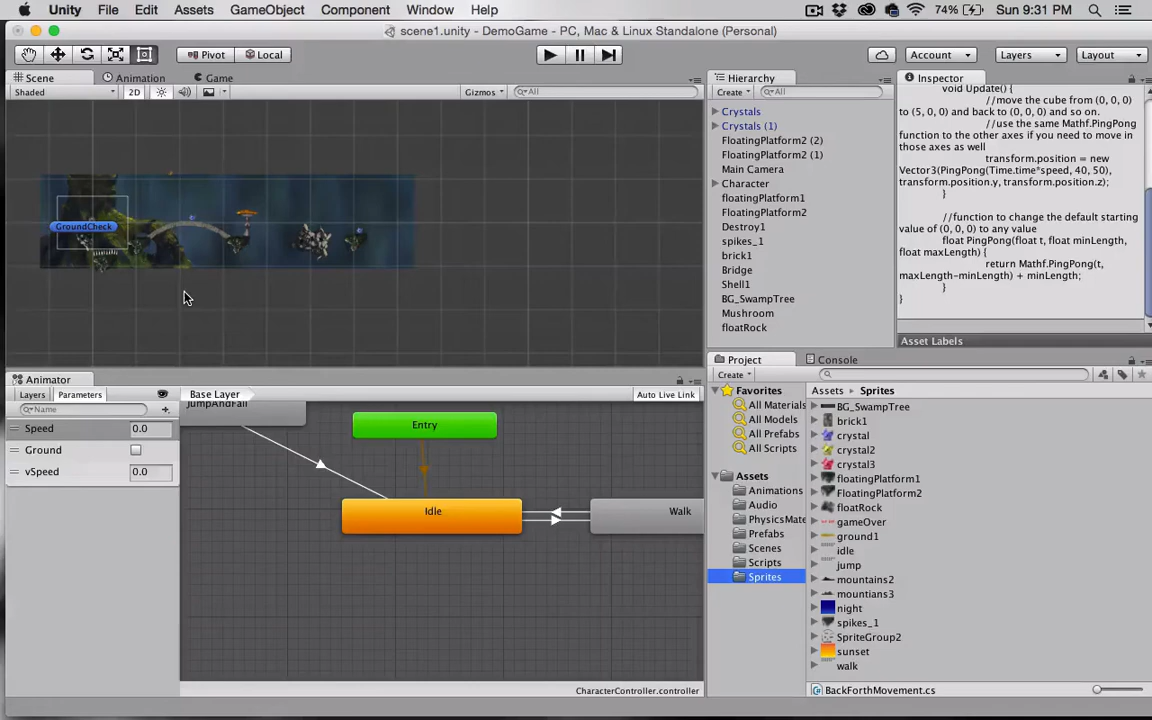 Unity File Edit Assets GameObject Component Window Help 74% Sun 9:31 PM
scene1.unity - DemoGame - PC, Mac & Linux Standalone (Personal)
Pivot Local Account Layers Layout
Scene Animation Game
Shaded 2D Gizmos All
GroundCheck
Hierarchy
Create All
Crystals
Crystals (1)
FloatingPlatform2 (2)
FloatingPlatform2 (1)
Main Camera
Character
floatingPlatform1
FloatingPlatform2
Destroy1
spikes_1
brick1
Bridge
Shell1
BG_SwampTree
Mushroom
floatRock
Inspector
void Update() {
//move the cube from (0, 0, 0)
to (5, 0, 0) and back to (0, 0, 0) and so on.
//use the same Mathf.PingPong
function to the other axes if you need to move in
those axes as well
transform.position = new
Vector3(PingPong(Time.time*speed, 40, 50),
transform.position.y, transform.position.z);
}
//function to change the default starting
value of (0, 0, 0) to any value
float PingPong(float t, float minLength,
float maxLength) {
return Mathf.PingPong(t,
maxLength-minLength) + minLength;
}
}
Asset Labels
Animator
Layers Parameters Base Layer Auto Live Link
Name
Speed 0.0
Ground
vSpeed 0.0
JumpAndFall
Entry
Idle
Walk
CharacterController.controller
Project Console
Create
Favorites
All Materials
All Models
All Prefabs
All Scripts
Assets
Animations
Audio
PhysicsMate
Prefabs
Scenes
Scripts
Sprites
Assets Sprites
BG_SwampTree
brick1
crystal
crystal2
crystal3
floatingPlatform1
FloatingPlatform2
floatRock
gameOver
ground1
idle
jump
mountains2
mountians3
night
spikes_1
SpriteGroup2
sunset
walk
BackForthMovement.cs